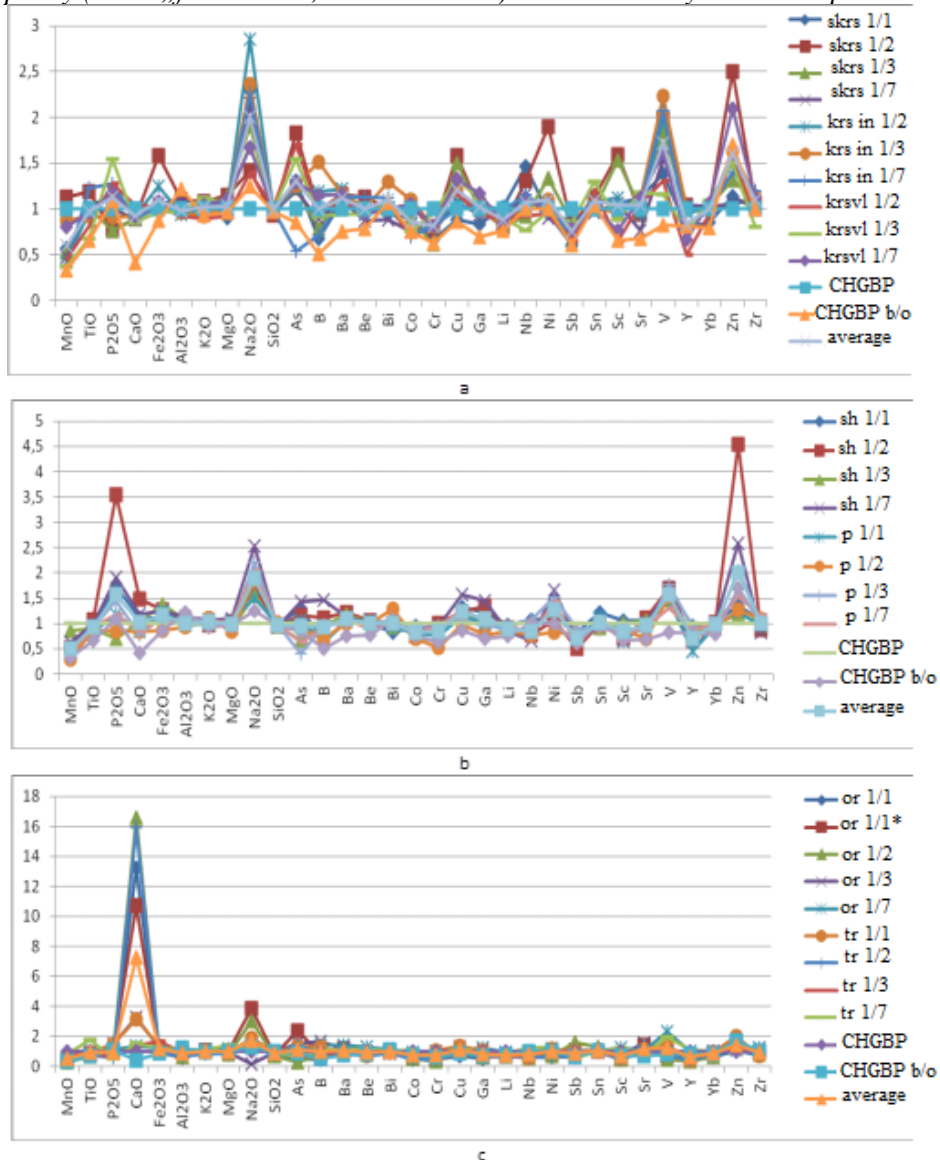 3
2,5
2
1,5
1
0,5
0
MnO TiO P2O5 CaO Fe2O3 Al2O3 K2O MgO Na2O SiO2 As B Ba Be Bi Co Cr Cu Ga Li Nb Ni Sb Sn Sc Sr V Y Yb Zn Zr
skrs 1/1
skrs 1/2
skrs 1/3
skrs 1/7
krs in 1/2
krs in 1/3
krs in 1/7
krsvl 1/2
krsvl 1/3
krsvl 1/7
CHGBP
CHGBP b/o
average
a
5
4,5
4
3,5
3
2,5
2
1,5
1
0,5
0
MnO TiO P2O5 CaO Fe2O3 Al2O3 K2O MgO Na2O SiO2 As B Ba Be Bi Co Cr Cu Ga Li Nb Ni Sb Sn Sc Sr V Y Yb Zn Zr
sh 1/1
sh 1/2
sh 1/3
sh 1/7
p 1/1
p 1/2
p 1/3
p 1/7
CHGBP
CHGBP b/o
average
b
18
16
14
12
10
8
6
4
2
0
MnO TiO P2O5 CaO Fe2O3 Al2O3 K2O MgO Na2O SiO2 As B Ba Be Bi Co Cr Cu Ga Li Nb Ni Sb Sn Sc Sr V Y Yb Zn Zr
or 1/1
or 1/1*
or 1/2
or 1/3
or 1/7
tr 1/1
tr 1/2
tr 1/3
tr 1/7
CHGBP
CHGBP b/o
average
c